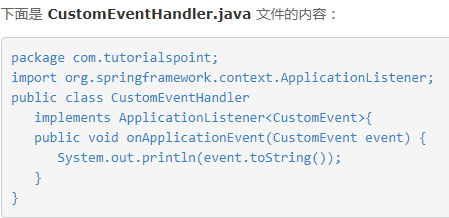 下面是 CustomEventHandler.java 文件的内容：
package com.tutorialspoint;
import org.springframework.context.ApplicationListener;
public class CustomEventHandler
   implements ApplicationListener<CustomEvent>{
   public void onApplicationEvent(CustomEvent event) {
      System.out.println(event.toString());
   }
}